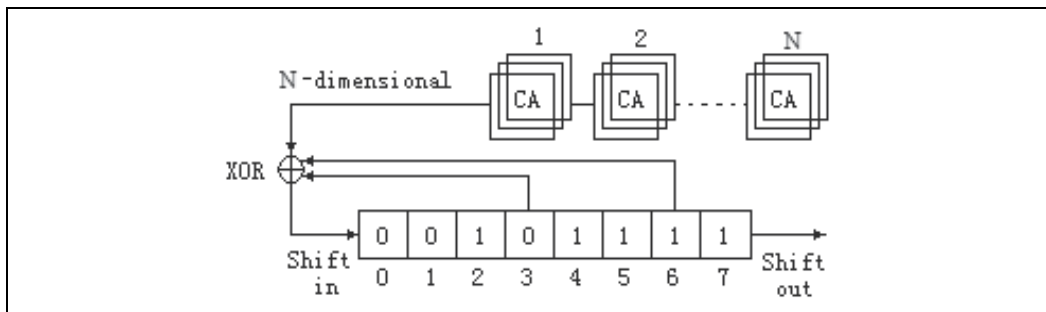 1 2 N
N-dimensional
CA CA CA
XOR
0 0 1 0 1 1 1 1
Shift in
0 1 2 3 4 5 6 7
Shift out